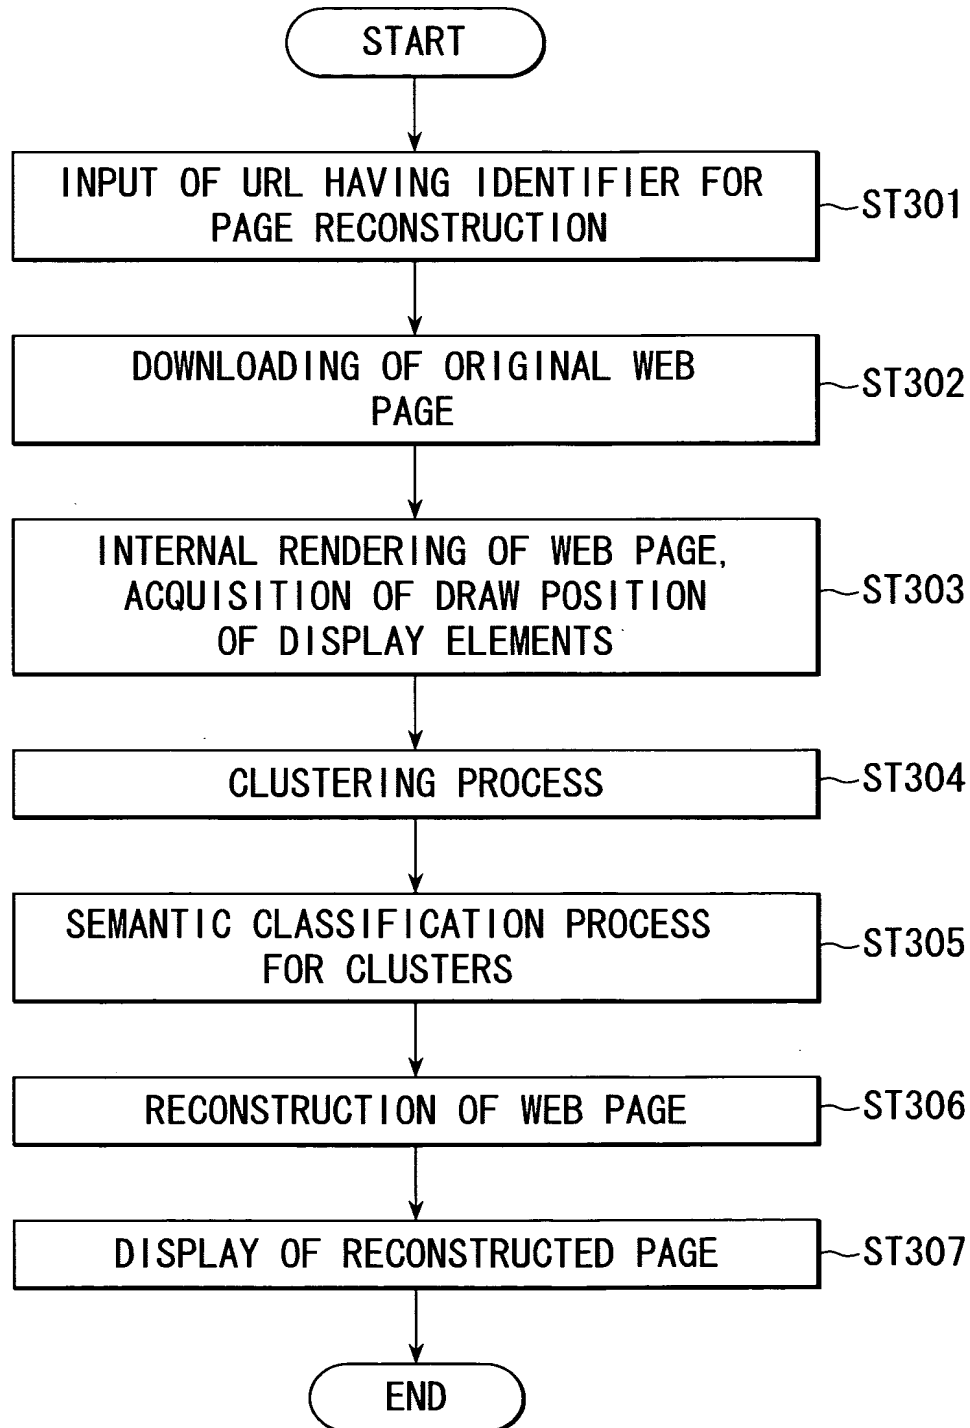 START
INPUT OF URL HAVING IDENTIFIER FOR
PAGE RECONSTRUCTION
ST301
DOWNLOADING OF ORIGINAL WEB
PAGE
ST302
INTERNAL RENDERING OF WEB PAGE,
ACQUISITION OF DRAW POSITION
OF DISPLAY ELEMENTS
ST303
CLUSTERING PROCESS
ST304
SEMANTIC CLASSIFICATION PROCESS
FOR CLUSTERS
ST305
RECONSTRUCTION OF WEB PAGE
ST306
DISPLAY OF RECONSTRUCTED PAGE
ST307
END